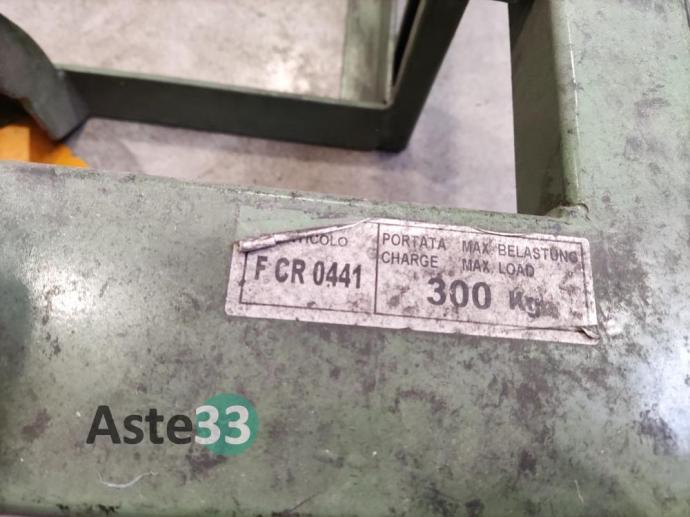 F CR 0441
PORTATA MAX BELASTUNG
CHARGE MAX LOAD
300 Kg
Aste33